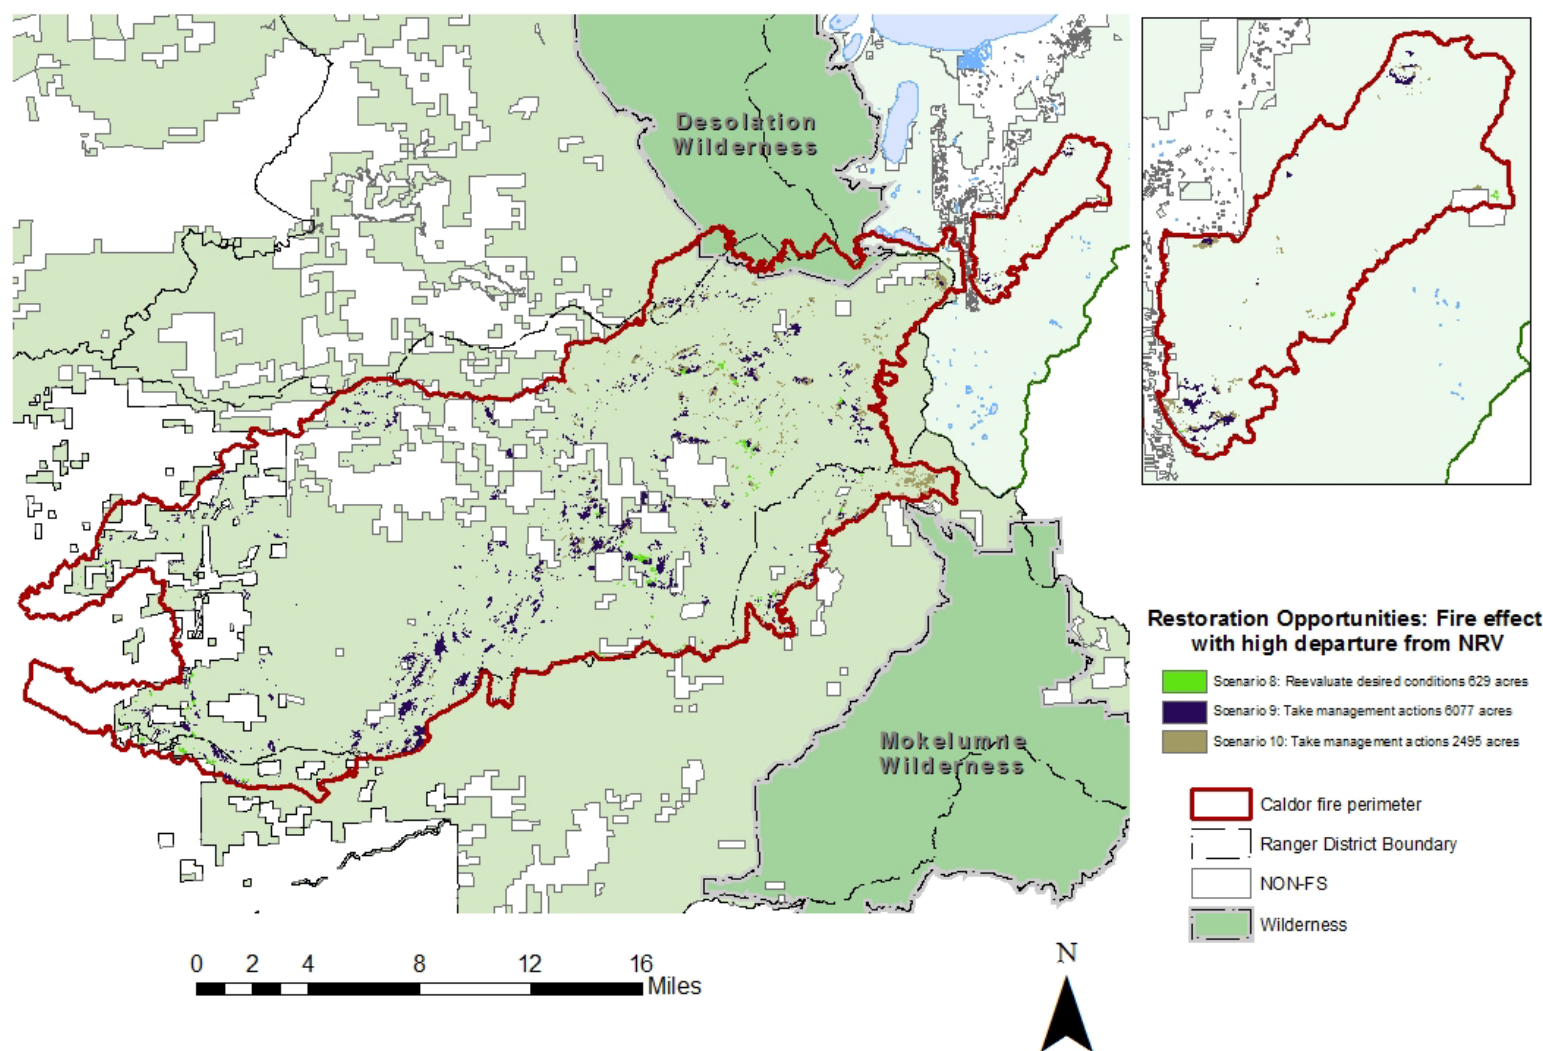 Desolation
Wilderness
Mokelumne
Wilderness
Restoration Opportunities: Fire effect
with high departure from NRV
Scenario 8: Reevaluate desired conditions 629 acres
Scenario 9: Take management actions 6077 acres
Scenario 10: Take management actions 2495 acres
Caldor fire perimeter
Ranger District Boundary
NON-FS
Wilderness
0 2 4 8 12 16
Miles
N